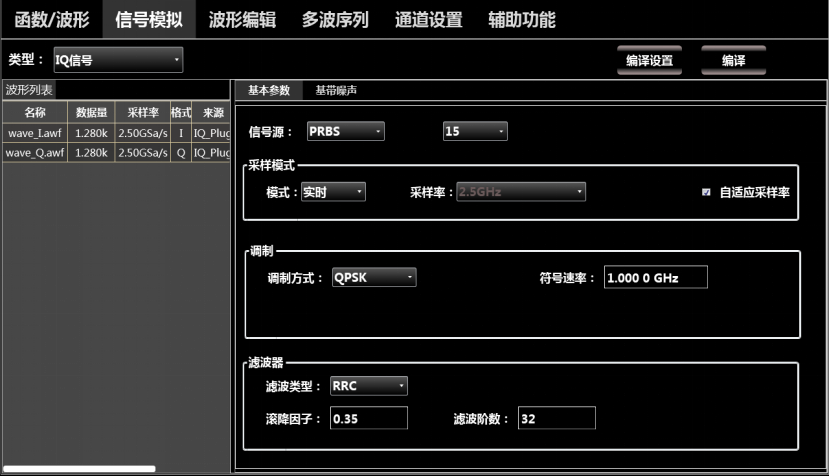 函数/波形 信号模拟 波形编辑 多波序列 通道设置 辅助功能
类型： IQ信号 编译设置 编译
波形列表
名称 数据量 采样率 格式 来源
wave_I.awf 1.280k 2.50GSa/s I IQ_Plug
wave_Q.awf 1.280k 2.50GSa/s Q IQ_Plug
基本参数 基带噪声
信号源： PRBS 15
采样模式
模式： 实时 采样率： 2.5GHz 自适应采样率
调制
调制方式： QPSK 符号速率： 1.000 0 GHz
滤波器
滤波类型： RRC
滚降因子： 0.35 滤波阶数： 32